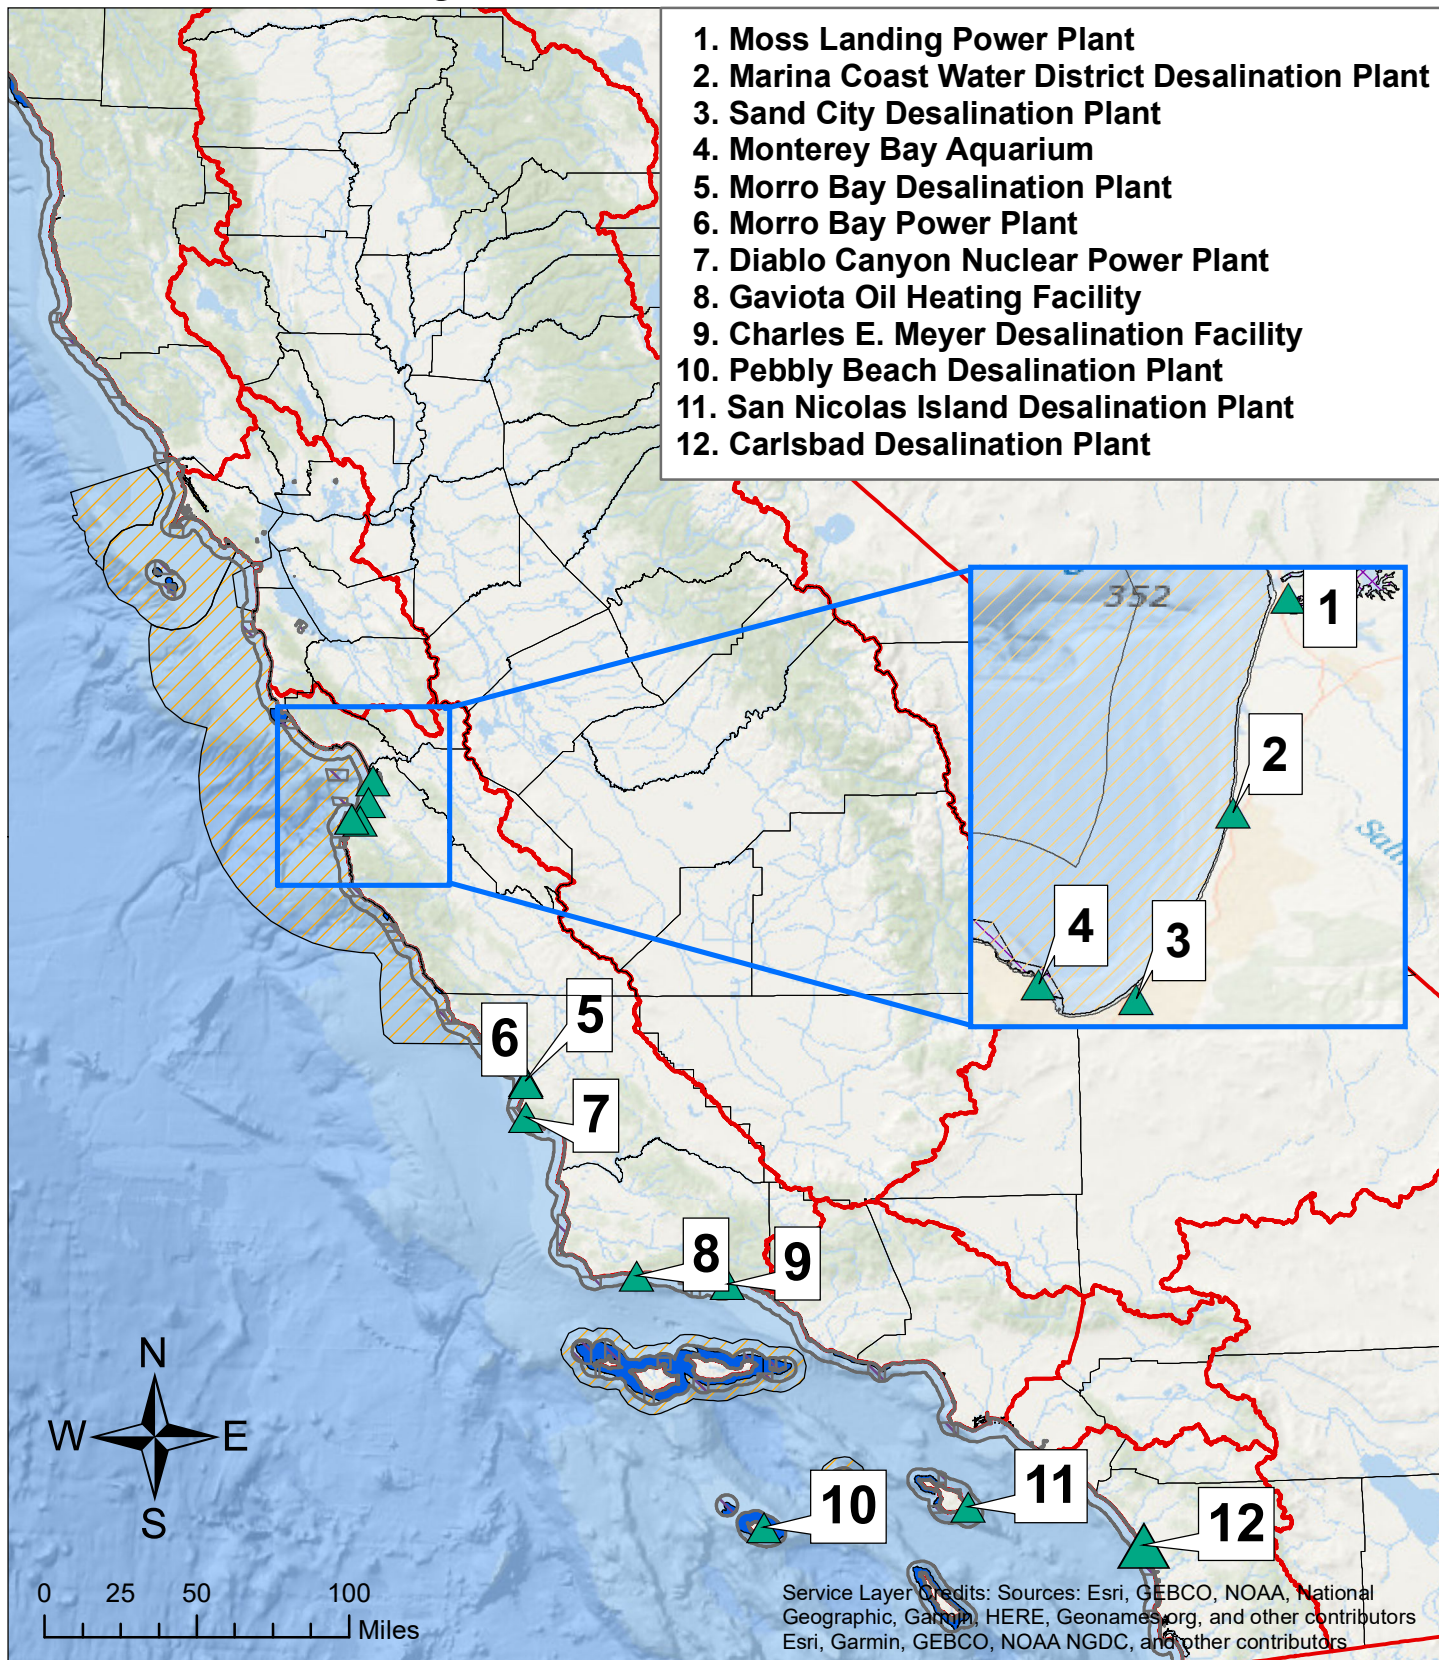 1. Moss Landing Power Plant
2. Marina Coast Water District Desalination Plant
3. Sand City Desalination Plant
4. Monterey Bay Aquarium
5. Morro Bay Desalination Plant
6. Morro Bay Power Plant
7. Diablo Canyon Nuclear Power Plant
8. Gaviota Oil Heating Facility
9. Charles E. Meyer Desalination Facility
10. Pebbly Beach Desalination Plant
11. San Nicolas Island Desalination Plant
12. Carlsbad Desalination Plant
352
1
2
4
3
5
6
7
8
9
10
11
12
N
W
E
S
0 25 50 100
Miles
Service Layer Credits: Sources: Esri, GEBCO, NOAA, National
Geographic, Garmin, HERE, Geonames.org, and other contributors
Esri, Garmin, GEBCO, NOAA NGDC, and other contributors